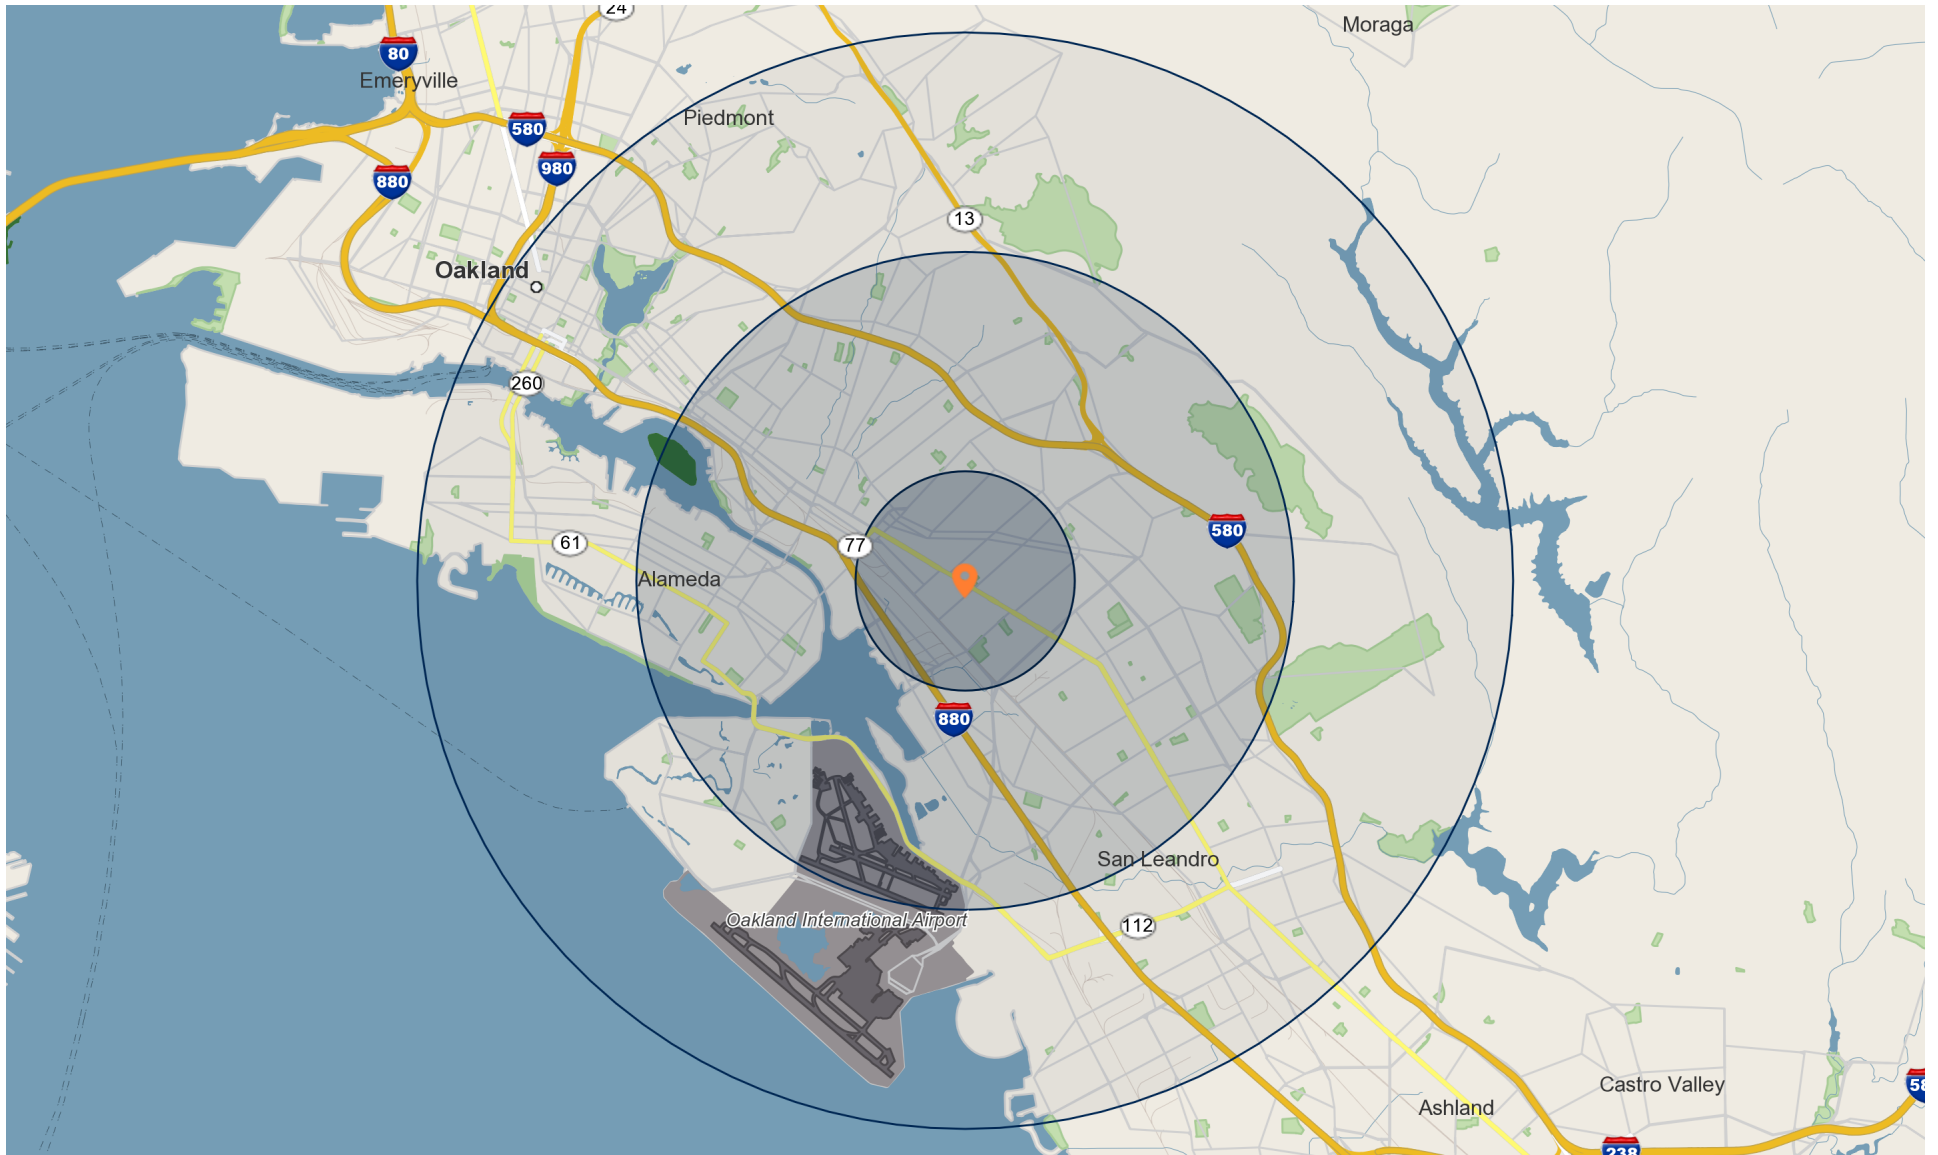 24
Moraga
80
Emeryville
Piedmont
580
980
880
13
Oakland
260
580
77
61
Alameda
880
San Leandro
Oakland International Airport
112
Castro Valley
58
Ashland
238